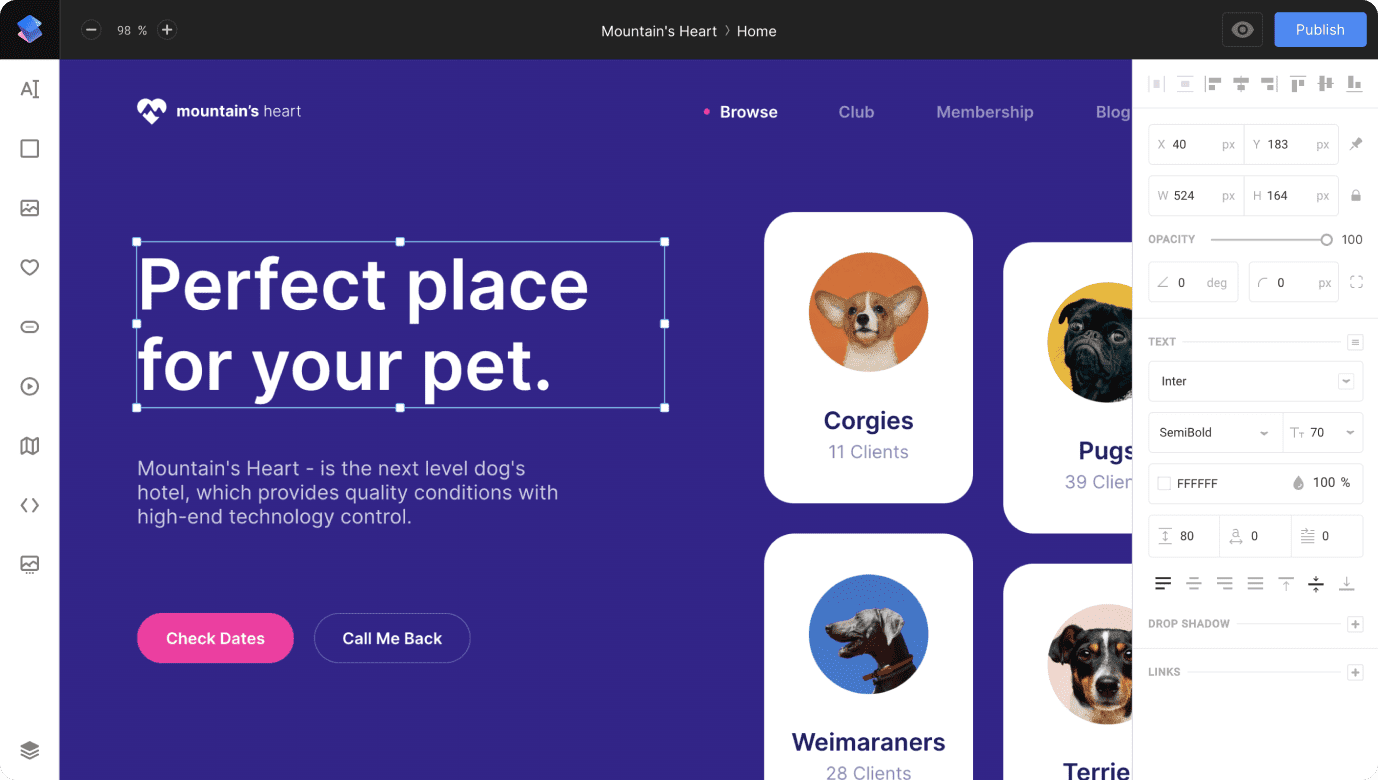 98 %
Mountain's Heart
Home
Publish
mountain's heart
Browse
Club
Membership
Blog
Perfect place
for your pet.
Mountain's Heart - is the next level dog's
hotel, which provides quality conditions with
high-end technology control.
Check Dates
Call Me Back
Corgies
11 Clients
Pugs
39 Clien
Weimaraners
28 Clients
Terrie
X 40 px
Y 183 px
W 524 px
H 164 px
OPACITY 100
0 deg
0 px
TEXT
Inter
SemiBold
70
FFFFFF
100 %
80
0
0
DROP SHADOW
LINKS